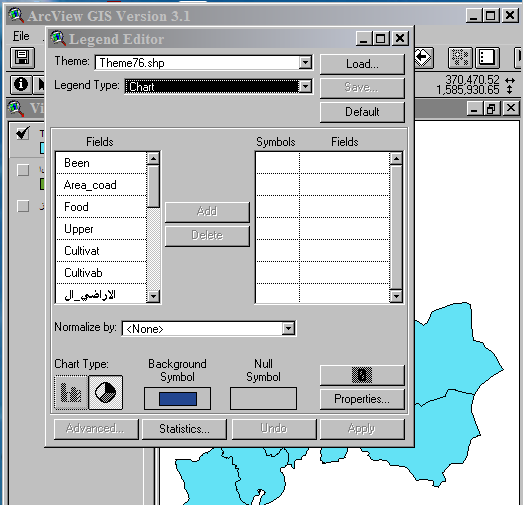 ArcView GIS Version 3.1
File
Legend Editor
Theme: Theme76.shp
Load...
Legend Type: Chart
Save...
Default
370,470.52
1,585,930.65
Fields
Symbols
Fields
Been
Area_coad
Food
Upper
Cultivat
Cultivab
الاراضي_ال
Add
Delete
Normalize by: <None>
Chart Type:
Background
Symbol
Null
Symbol
0
Properties...
Advanced...
Statistics...
Undo
Apply